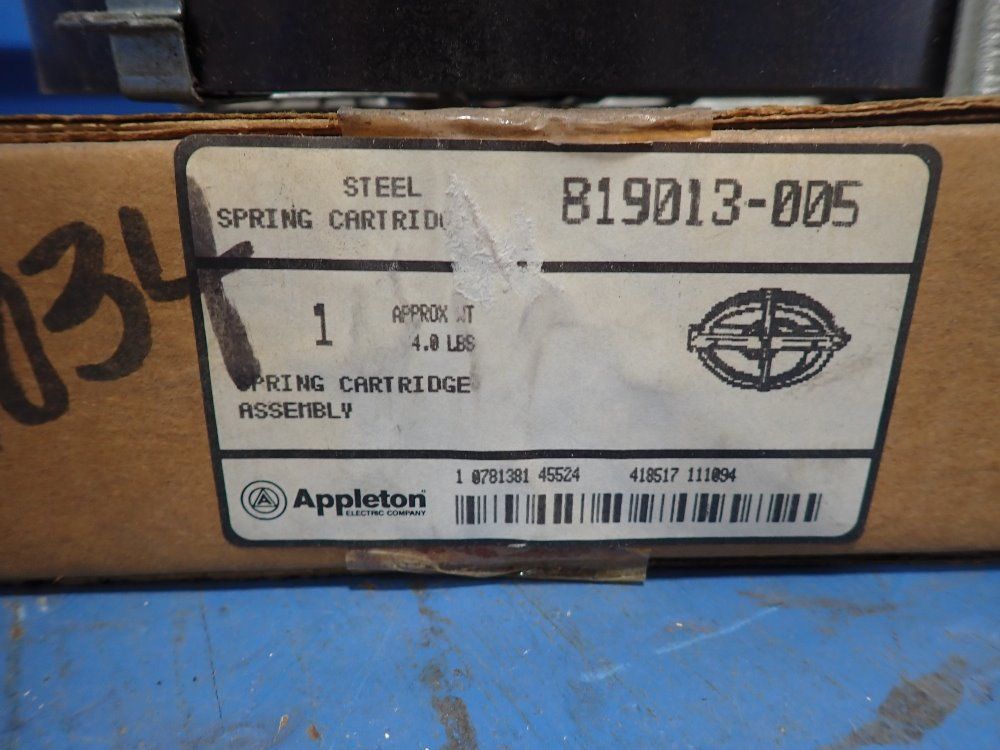 STEEL
SPRING CARTRIDG
819013-005
1
APPROX WT
4.0 LBS
SPRING CARTRIDGE
ASSEMBLY
1 0781381 45524
418517 111094
Appleton
ELECTRIC COMPANY
034